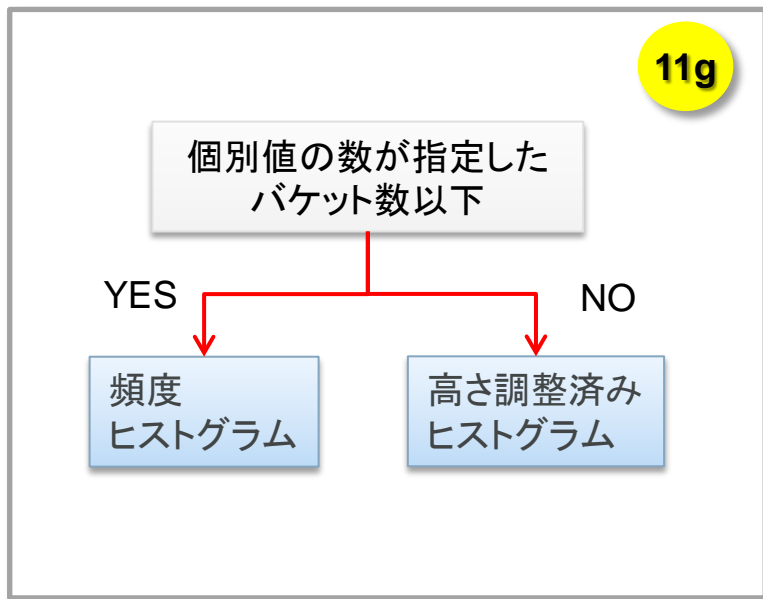 11g
個別値の数が指定した
バケット数以下
YES
NO
頻度
ヒストグラム
高さ調整済み
ヒストグラム